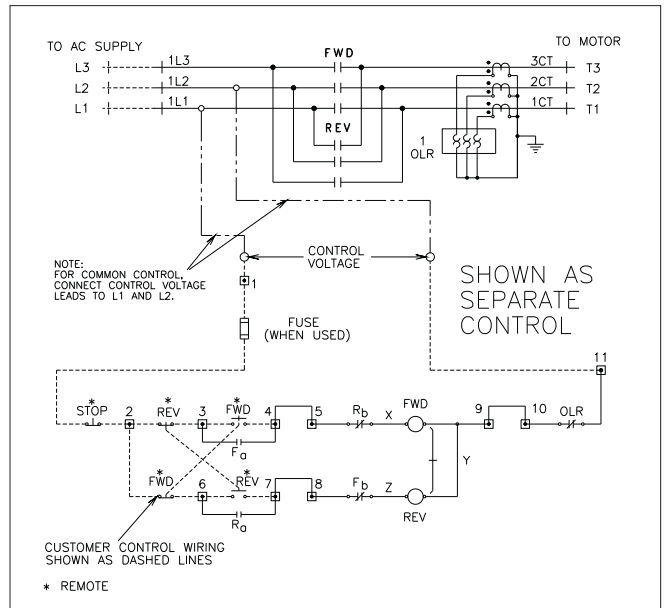 TO AC SUPPLY
TO MOTOR
FWD
L3 1L3 3CT T3
L2 1L2 2CT T2
L1 1L1 1CT T1
REV
1
OLR
NOTE:
FOR COMMON CONTROL,
CONNECT CONTROL VOLTAGE
LEADS TO L1 AND L2.
CONTROL
VOLTAGE
1
SHOWN AS
SEPARATE
CONTROL
FUSE
(WHEN USED)
11
* STOP 2 * REV 3 * FWD 4 5 Rb X FWD 9 10 OLR
Fa
Y
* FWD 6 * REV 7 8 Fb Z
Ra
REV
CUSTOMER CONTROL WIRING
SHOWN AS DASHED LINES
* REMOTE